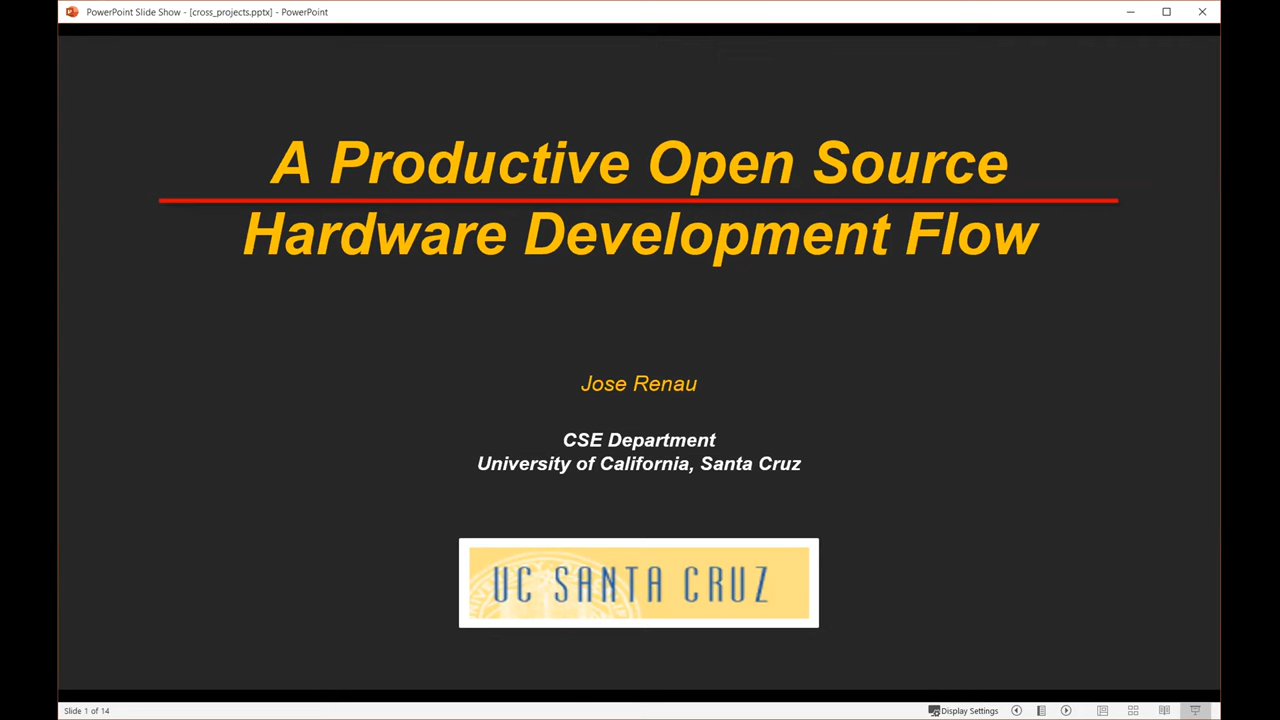 PowerPoint Slide Show - [cross_projects.pptx] - PowerPoint
A Productive Open Source
Hardware Development Flow
Jose Renau
CSE Department
University of California, Santa Cruz
UC SANTA CRUZ
Slide 1 of 14
Display Settings